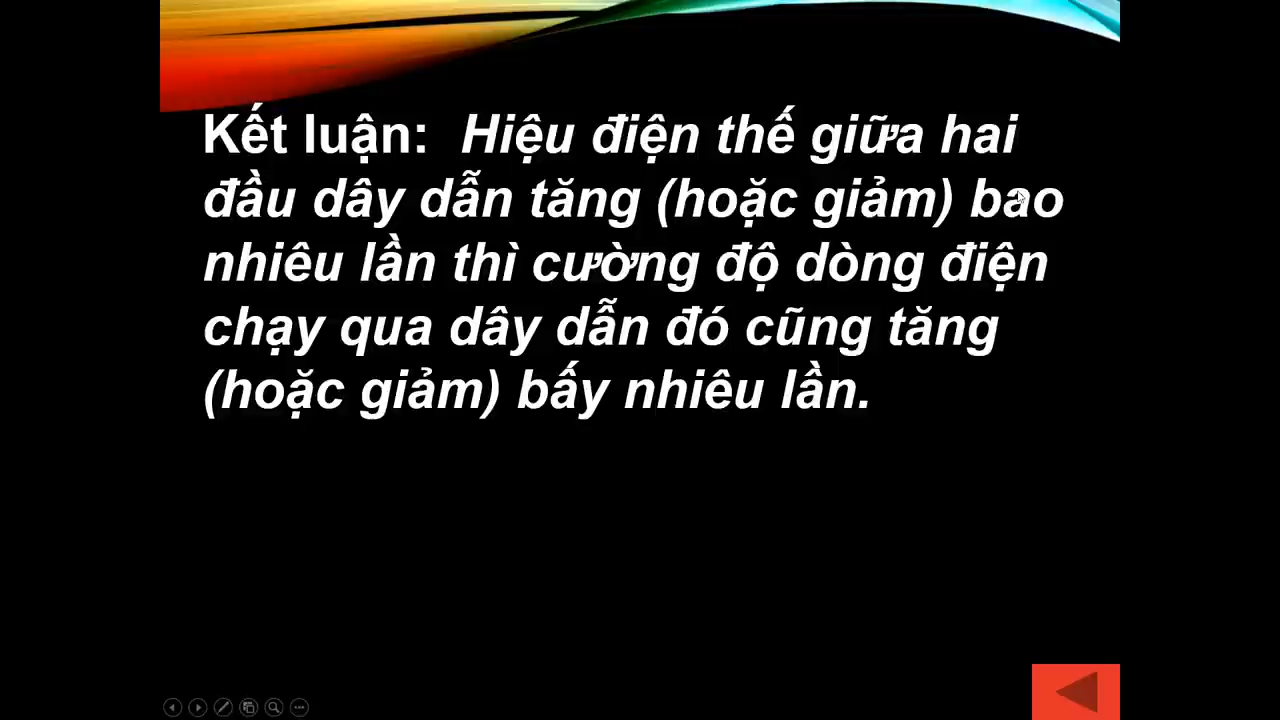 Kết luận: Hiệu điện thế giữa hai
đầu dây dẫn tăng (hoặc giảm) bao
nhiêu lần thì cường độ dòng điện
chạy qua dây dẫn đó cũng tăng
(hoặc giảm) bấy nhiêu lần.